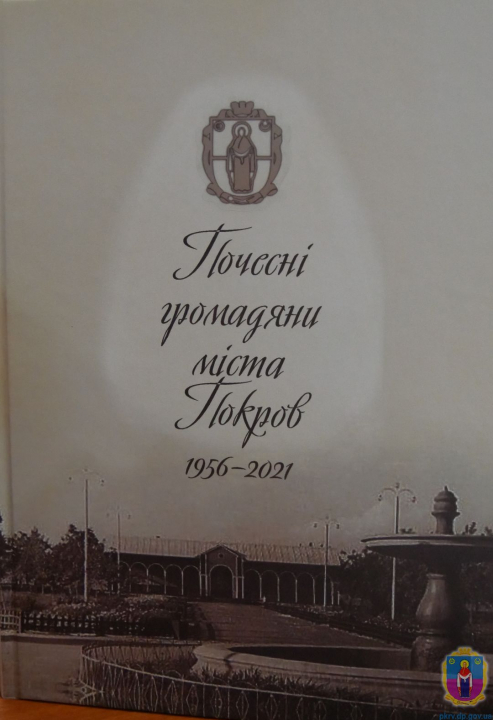 Почесні
громадяни
міста
Покров
1956–2021